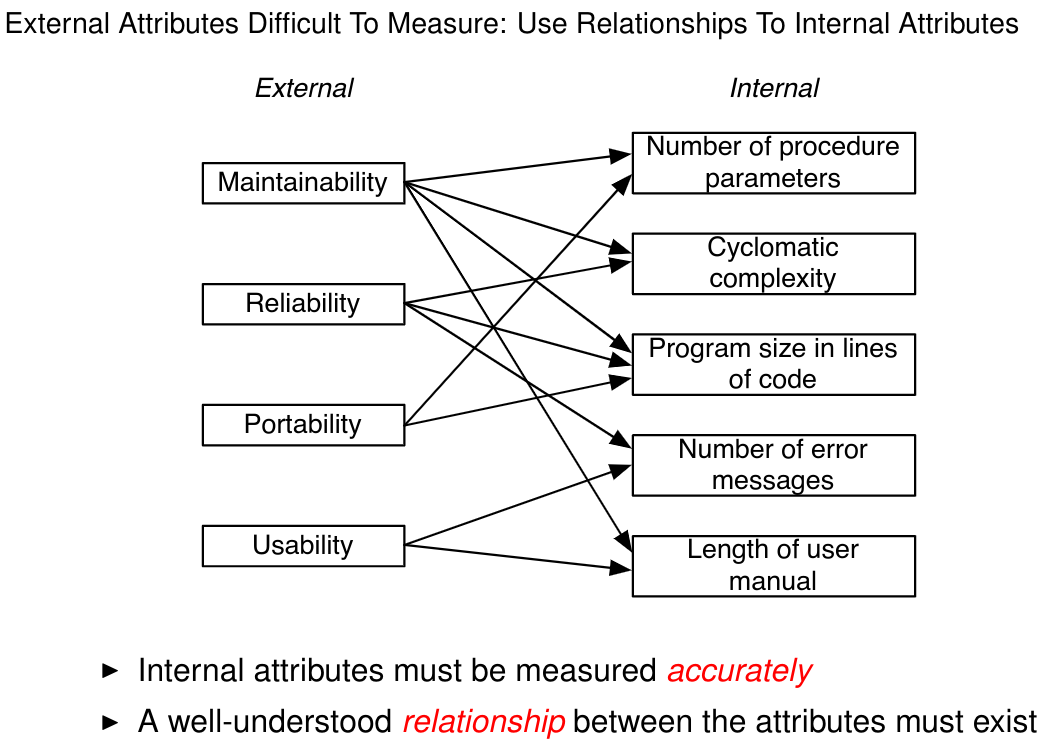 External Attributes Difficult To Measure: Use Relationships To Internal Attributes
External
Internal
Maintainability
Reliability
Portability
Usability
Number of procedure
parameters
Cyclomatic
complexity
Program size in lines
of code
Number of error
messages
Length of user
manual
Internal attributes must be measured accurately
A well-understood relationship between the attributes must exist